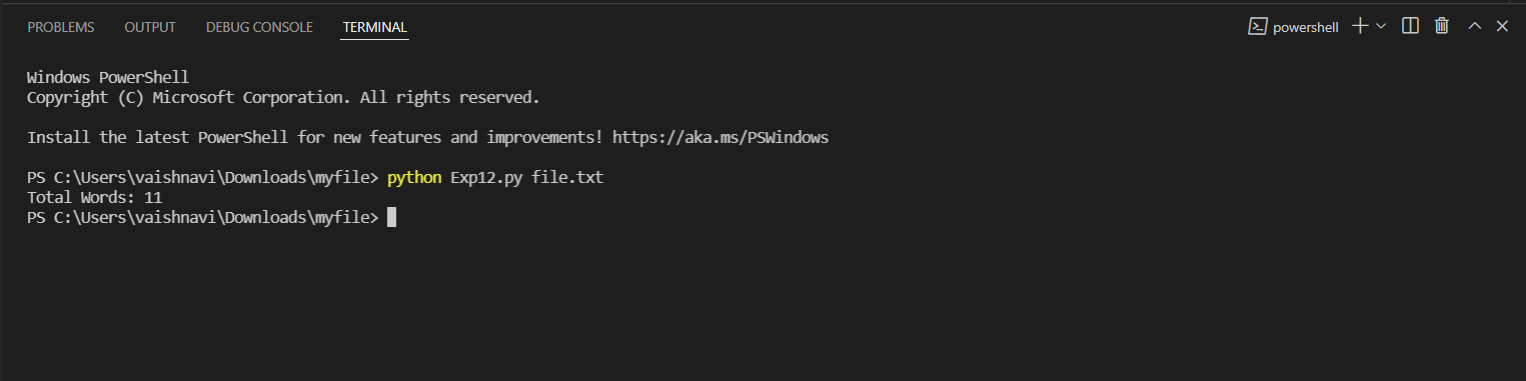 PROBLEMS OUTPUT DEBUG CONSOLE TERMINAL powershell
Windows PowerShell
Copyright (C) Microsoft Corporation. All rights reserved.
Install the latest PowerShell for new features and improvements! https://aka.ms/PSWindows
PS C:\Users\vaishnavi\Downloads\myfile> python Exp12.py file.txt
Total Words: 11
PS C:\Users\vaishnavi\Downloads\myfile>